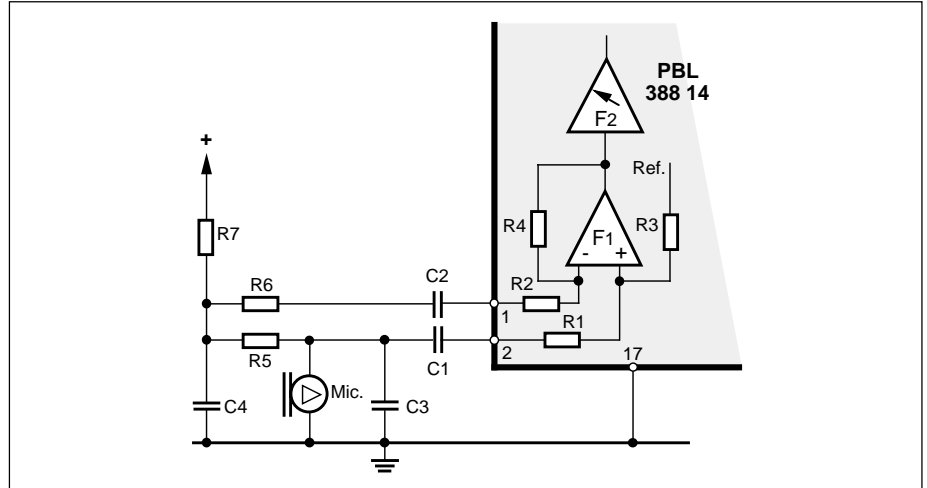 PBL
388 14
F2
+
Ref.
R4
R3
R7
F1
- +
C2
R6
R2
1
R1
2
17
R5
C1
Mic.
C4
C3